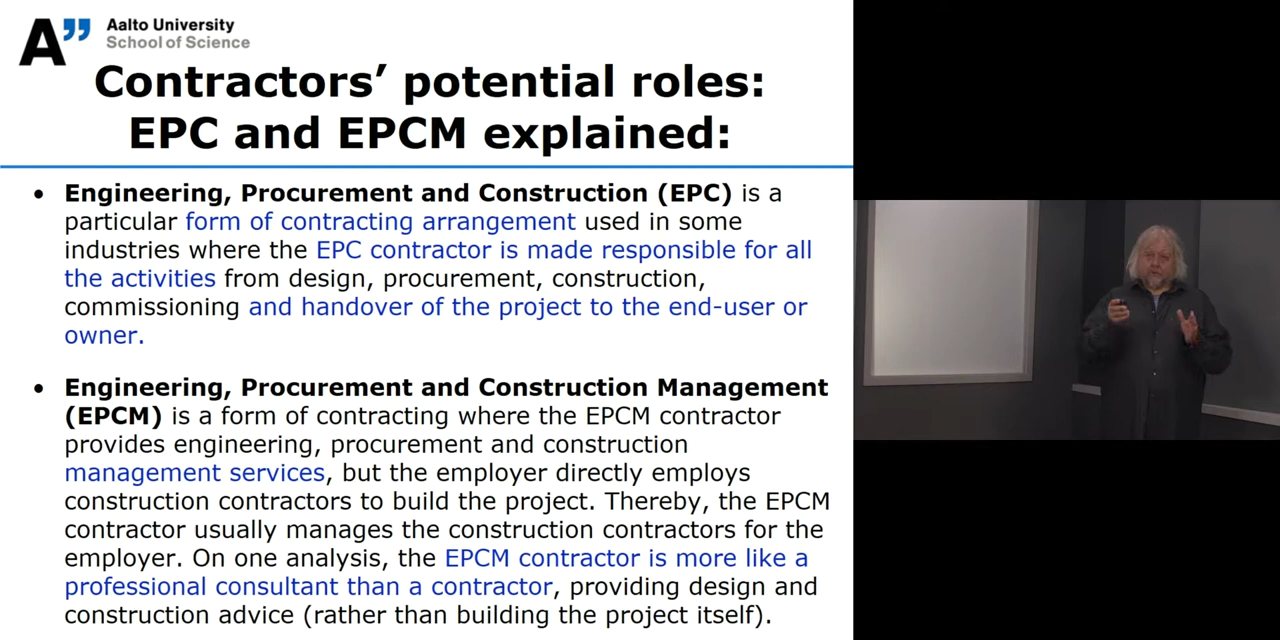 A”
Aalto University
School of Science
Contractors’ potential roles:
EPC and EPCM explained:
• Engineering, Procurement and Construction (EPC) is a
particular form of contracting arrangement used in some
industries where the EPC contractor is made responsible for all
the activities from design, procurement, construction,
commissioning and handover of the project to the end-user or
owner.
• Engineering, Procurement and Construction Management
(EPCM) is a form of contracting where the EPCM contractor
provides engineering, procurement and construction
management services, but the employer directly employs
construction contractors to build the project. Thereby, the EPCM
contractor usually manages the construction contractors for the
employer. On one analysis, the EPCM contractor is more like a
professional consultant than a contractor, providing design and
construction advice (rather than building the project itself).